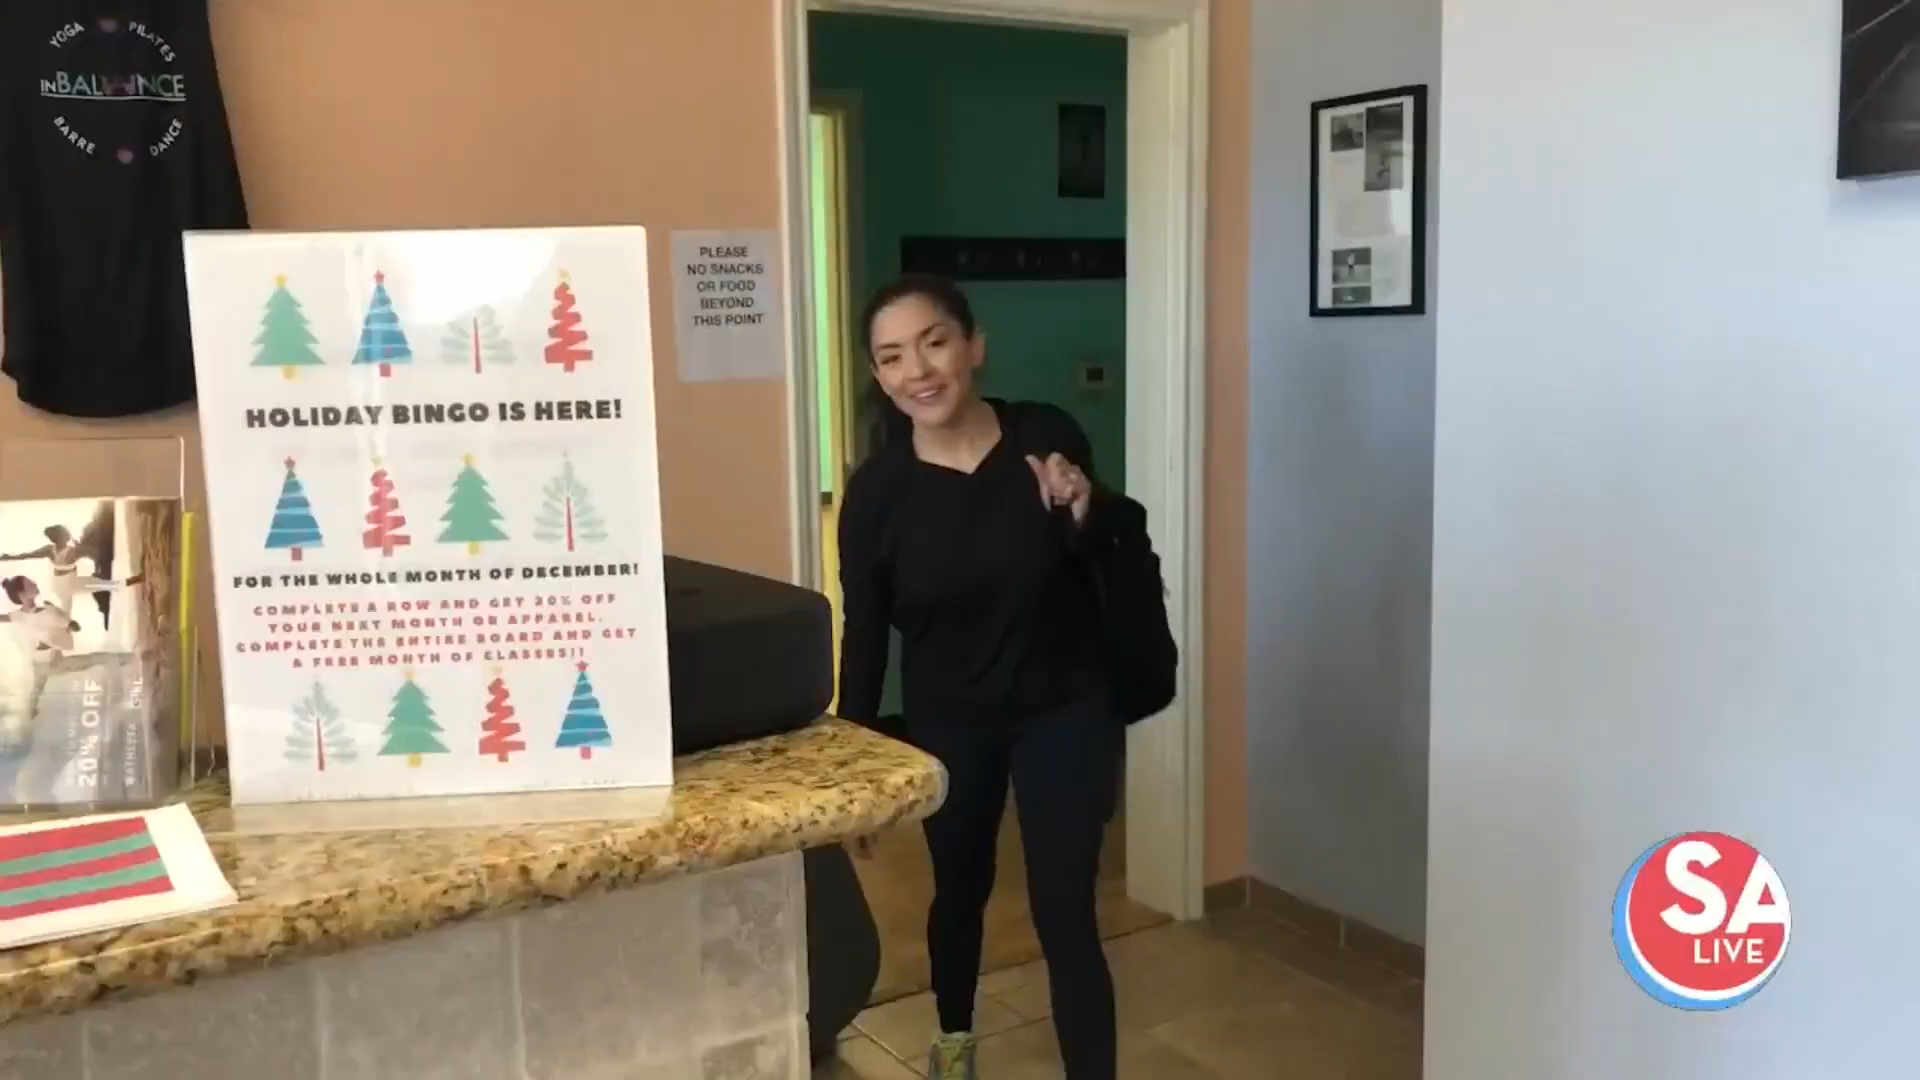 YOGA
PILATES
INBALANCE
BARRE
DANCE
PLEASE
NO SNACKS
OR FOOD
BEYOND
THIS POINT
HOLIDAY BINGO IS HERE!
FOR THE WHOLE MONTH OF DECEMBER!
COMPLETE A ROW AND GET 20% OFF
YOUR NEXT MONTH OR APPAREL.
COMPLETE THE ENTIRE BOARD AND GET
A FREE MONTH OF CLASSES!!
20% OFF
SA
LIVE